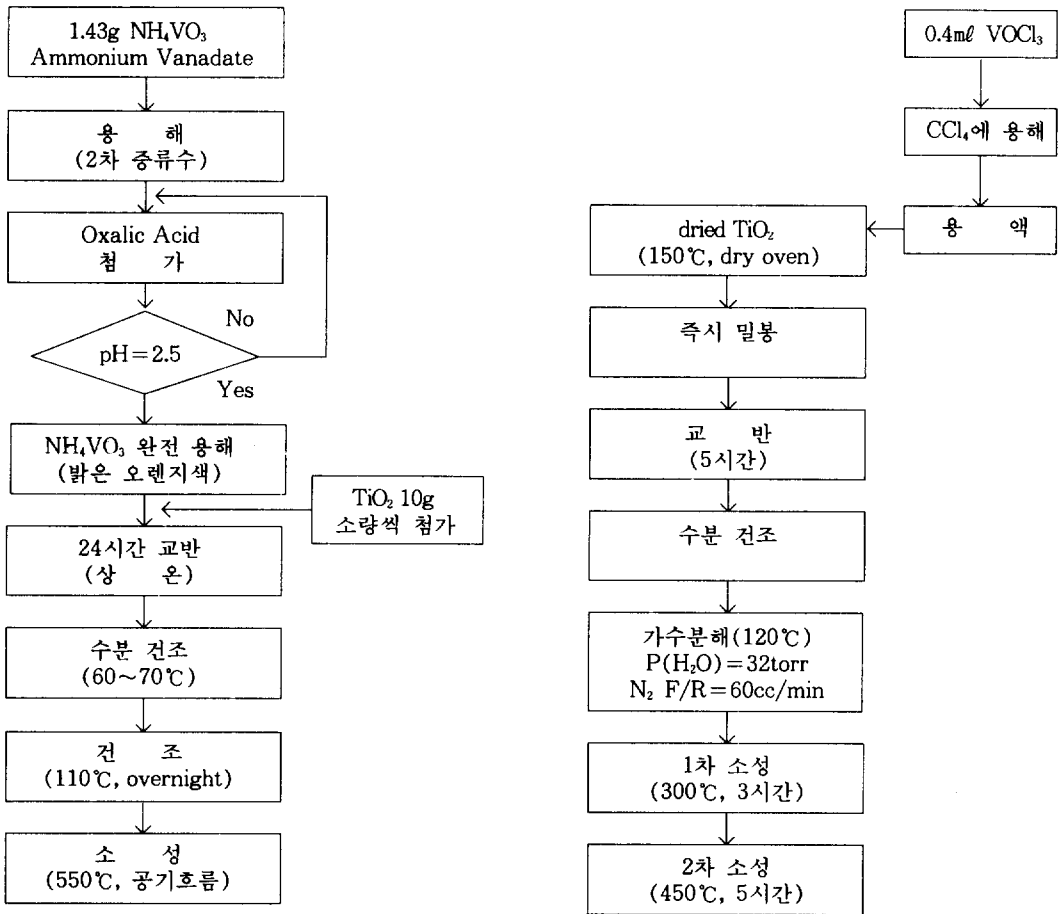 1.43g NH₄VO₃
Ammonium Vanadate
용 해
(2차 증류수)
Oxalic Acid
첨 가
No
pH=2.5
Yes
NH₄VO₃ 완전 용해
(밝은 오렌지색)
TiO₂ 10g
소량씩 첨가
24시간 교반
(상 온)
수분 건조
(60~70℃)
건 조
(110℃, overnight)
소 성
(550℃, 공기흐름)
0.4mℓ VOCl₃
CCl₄에 용해
용 액
dried TiO₂
(150℃, dry oven)
즉시 밀봉
교 반
(5시간)
수분 건조
가수분해(120℃)
P(H₂O)=32torr
N₂ F/R=60cc/min
1차 소성
(300℃, 3시간)
2차 소성
(450℃, 5시간)